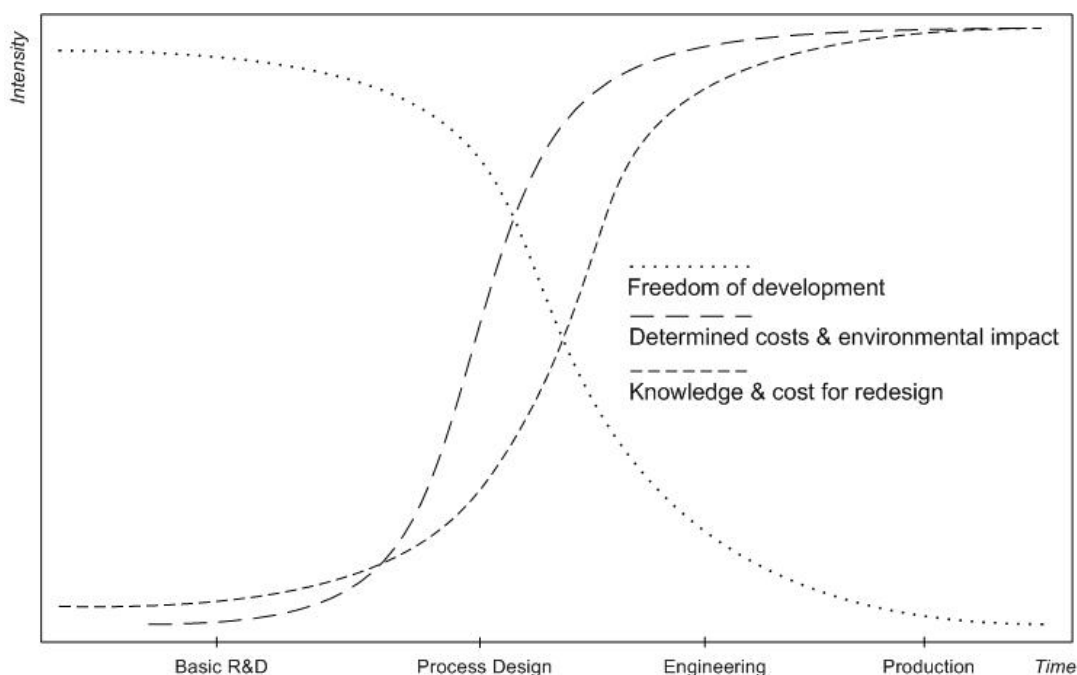 Intensity
Freedom of development
Determined costs & environmental impact
Knowledge & cost for redesign
Basic R&D Process Design Engineering Production Time